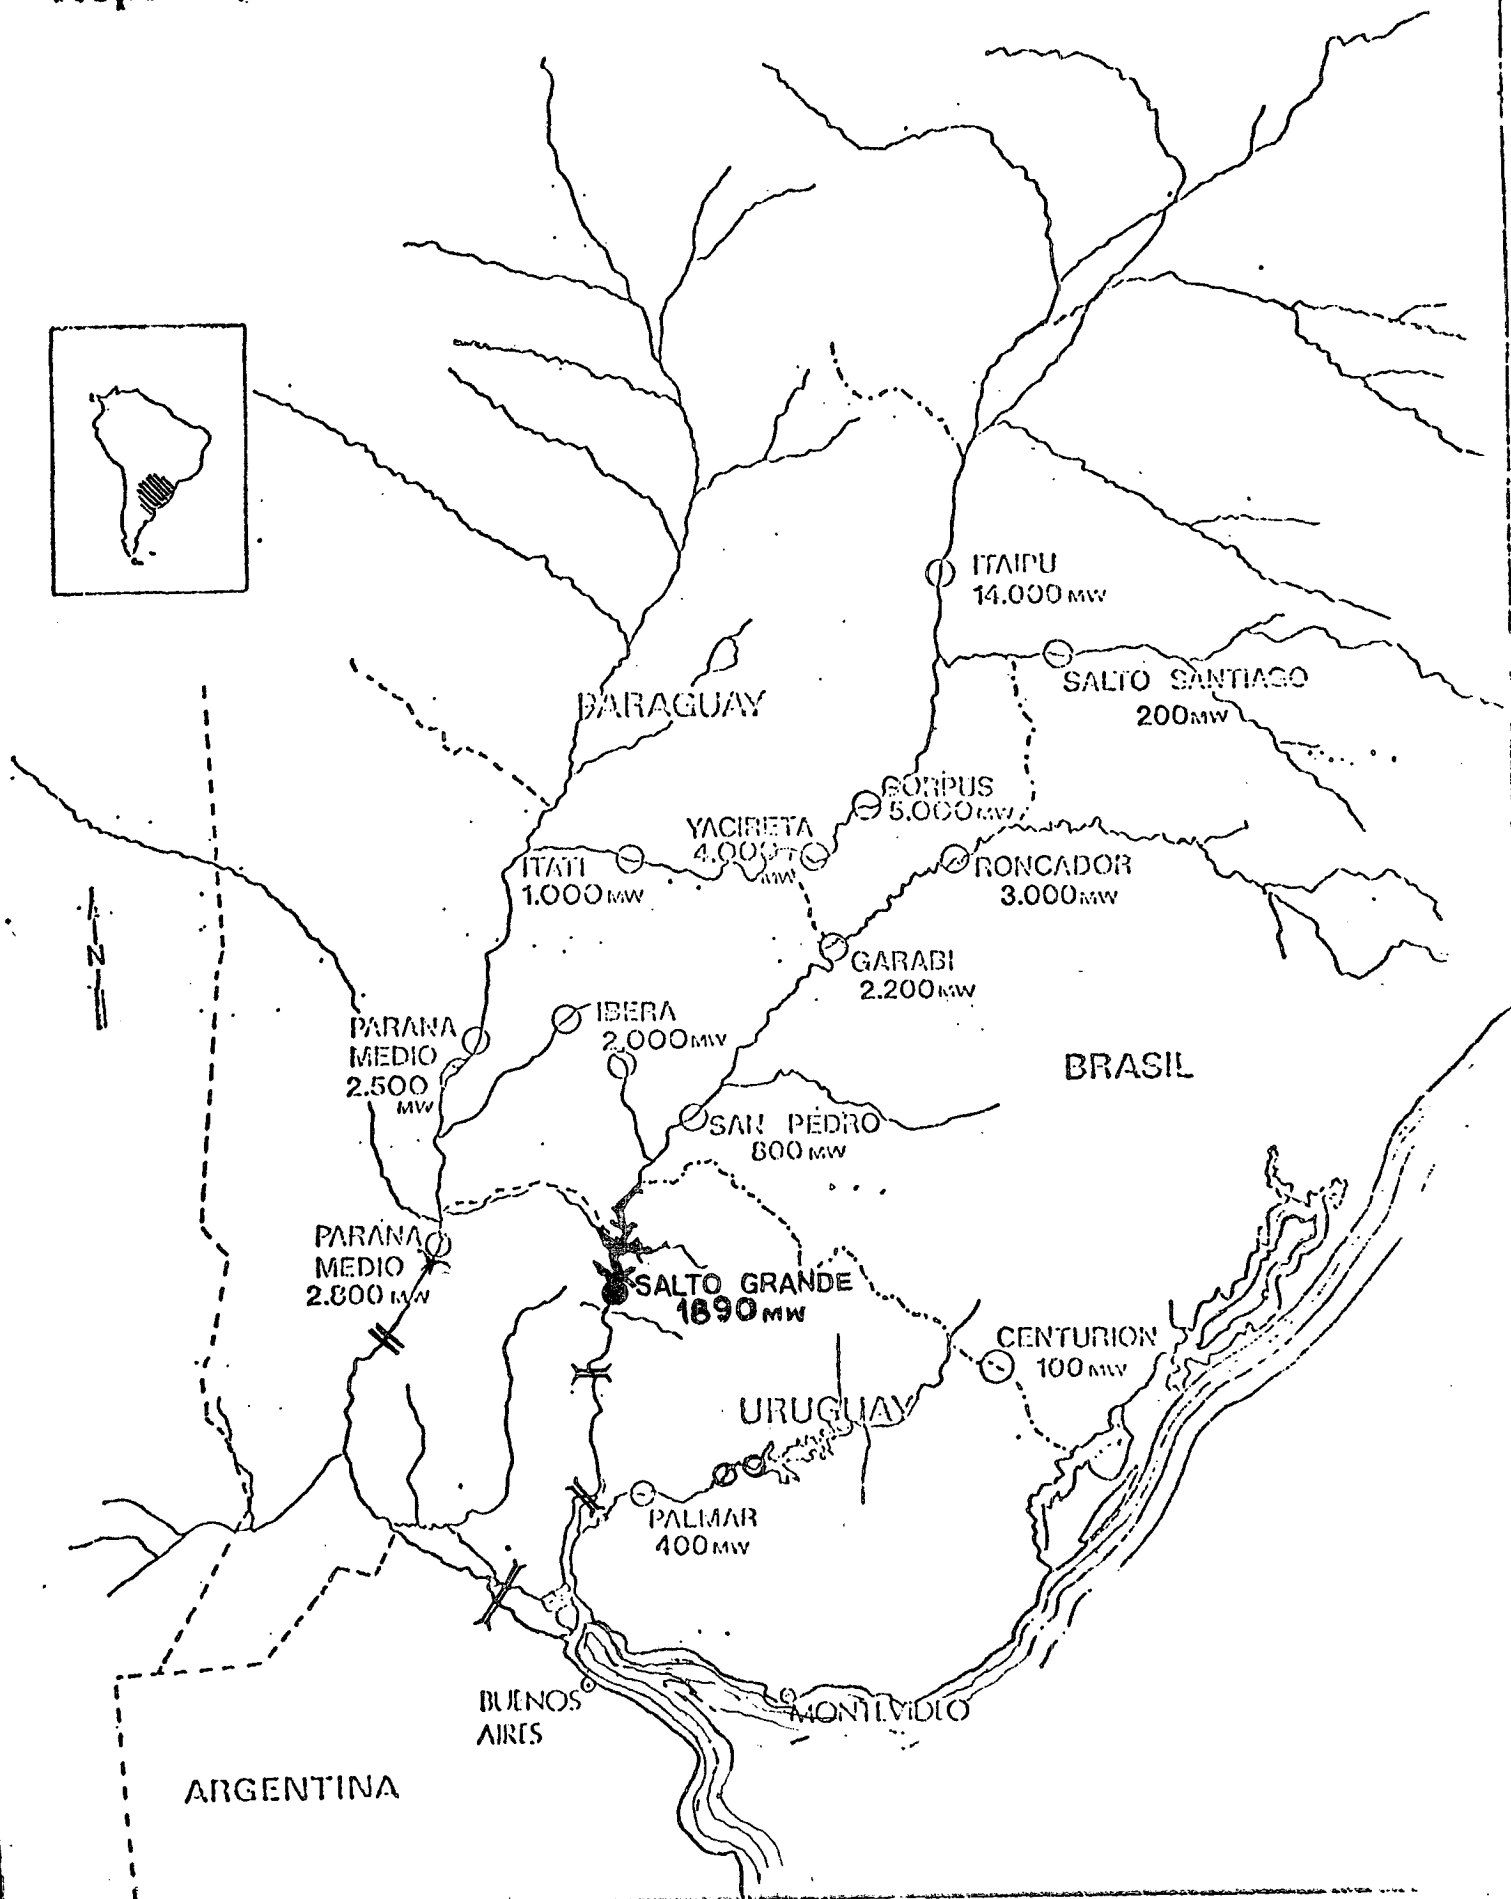 ITAIPU
14.000 MW
SALTO SANTIAGO
200 MW
PARAGUAY
CORPUS
5.000 MW
YACIRETA
4.000
MW
ITATI
1.000 MW
RONCADOR
3.000 MW
N
GARABI
2.200 MW
IBERA
2.000 MW
PARANA
MEDIO
2.500
MW
BRASIL
SAN PEDRO
800 MW
PARANA
MEDIO
2.800 MW
SALTO GRANDE
1890 MW
CENTURION
100 MW
URUGUAY
PALMAR
400 MW
BUENOS
AIRES
MONTEVIDEO
ARGENTINA